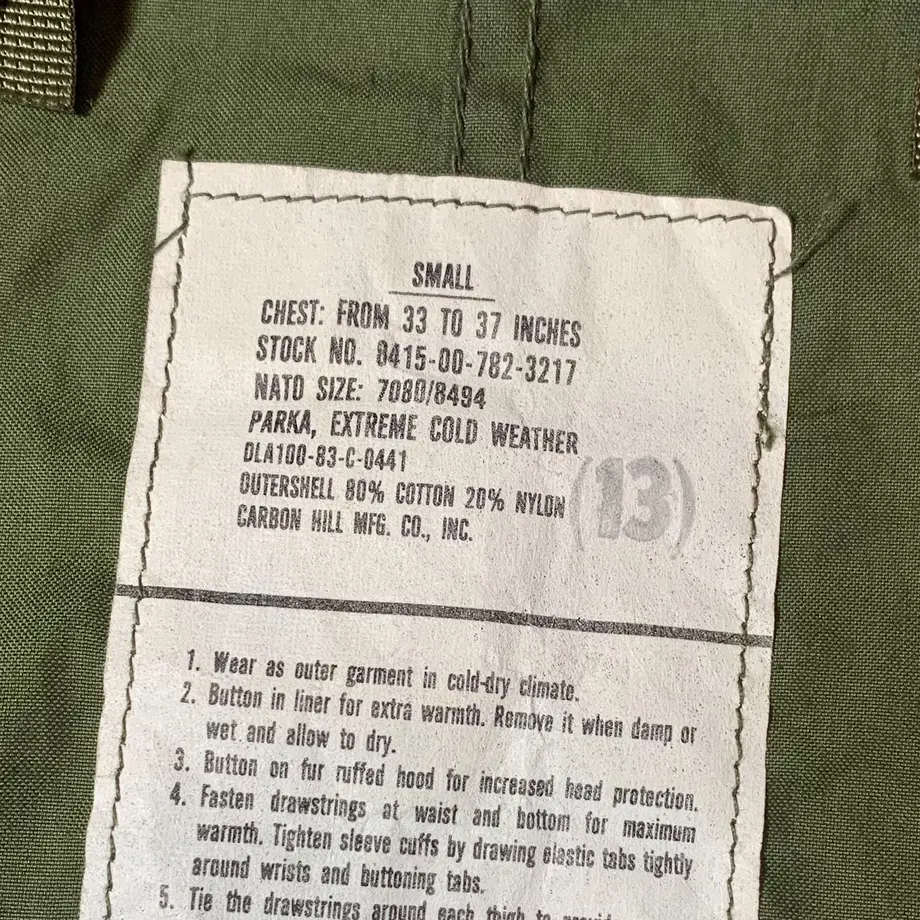 SMALL
CHEST: FROM 33 TO 37 INCHES
STOCK NO. 8415-00-782-3217
NATO SIZE: 7080/8494
PARKA, EXTREME COLD WEATHER
DLA100-83-C-0441
OUTERSHELL 80% COTTON 20% NYLON
(13)
CARBON HILL MFG. CO., INC.
1. Wear as outer garment in cold-dry climate.
2. Button in liner for extra warmth. Remove it when damp or
wet and allow to dry.
3. Button on fur ruffed hood for increased head protection.
4. Fasten drawstrings at waist and bottom for maximum
warmth. Tighten sleeve cuffs by drawing elastic tabs tightly
around wrists and buttoning tabs.
5. Tie the drawstrings around each thigh to